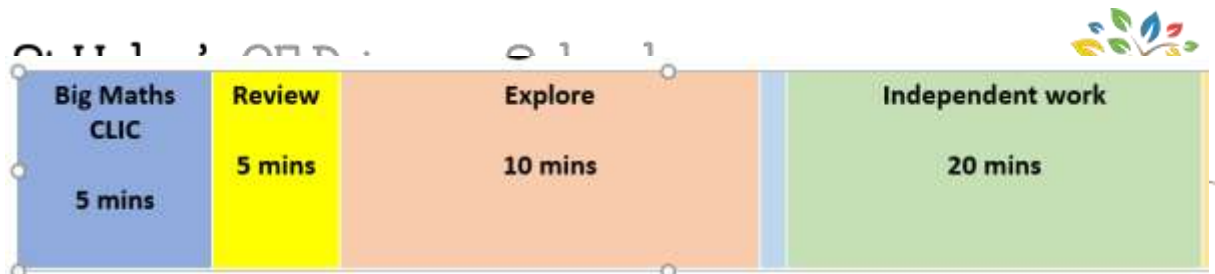 Big Maths
CLIC
5 mins
Review
5 mins
Explore
10 mins
Independent work
20 mins